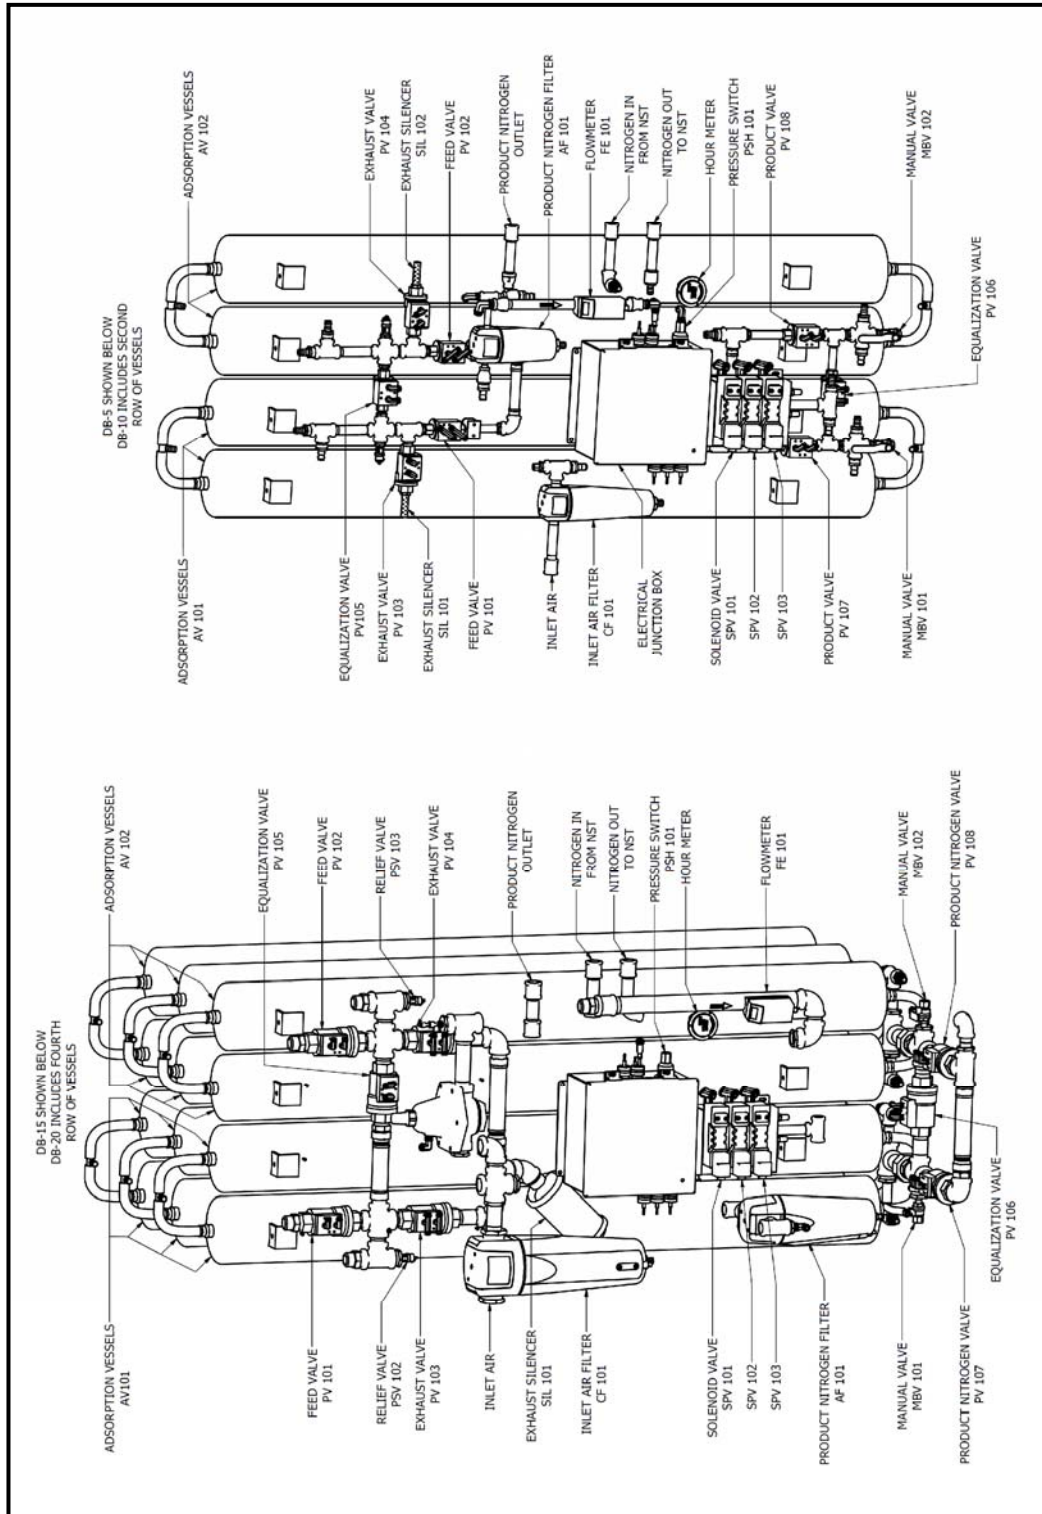 DB-15 SHOWN BELOW
DB-20 INCLUDES FOURTH
ROW OF VESSELS
ADSORPTION VESSELS
AV101
FEED VALVE
PV 101
RELIEF VALVE
PSV 102
EXHAUST VALVE
PV 103
INLET AIR
EXHAUST SILENCER
SIL 101
INLET AIR FILTER
CF 101
SOLENOID VALVE
SPV 101
SPV 102
SPV 103
PRODUCT NITROGEN FILTER
AF 101
MANUAL VALVE
MBV 101
PRODUCT NITROGEN VALVE
PV 107
ADSORPTION VESSELS
AV 102
EQUALIZATION VALVE
PV 105
FEED VALVE
PV 102
RELIEF VALVE
PSV 103
EXHAUST VALVE
PV 104
PRODUCT NITROGEN
OUTLET
NITROGEN IN
FROM NST
NITROGEN OUT
TO NST
PRESSURE SWITCH
PSH 101
HOUR METER
FLOWMETER
FE 101
MANUAL VALVE
MBV 102
PRODUCT NITROGEN VALVE
PV 108
EQUALIZATION VALVE
PV 106
DB-5 SHOWN BELOW
DB-10 INCLUDES SECOND
ROW OF VESSELS
ADSORPTION VESSELS
AV 101
EQUALIZATION VALVE
PV105
EXHAUST VALVE
PV 103
EXHAUST SILENCER
SIL 101
FEED VALVE
PV 101
INLET AIR
INLET AIR FILTER
CF 101
ELECTRICAL
JUNCTION BOX
SOLENOID VALVE
SPV 101
SPV 102
SPV 103
PRODUCT VALVE
PV 107
MANUAL VALVE
MBV 101
ADSORPTION VESSELS
AV 102
EXHAUST VALVE
PV 104
EXHAUST SILENCER
SIL 102
FEED VALVE
PV 102
PRODUCT NITROGEN
OUTLET
PRODUCT NITROGEN FILTER
AF 101
FLOWMETER
FE 101
NITROGEN IN
FROM NST
NITROGEN OUT
TO NST
HOUR METER
PRESSURE SWITCH
PSH 101
PRODUCT VALVE
PV 108
MANUAL VALVE
MBV 102
EQUALIZATION VALVE
PV 106